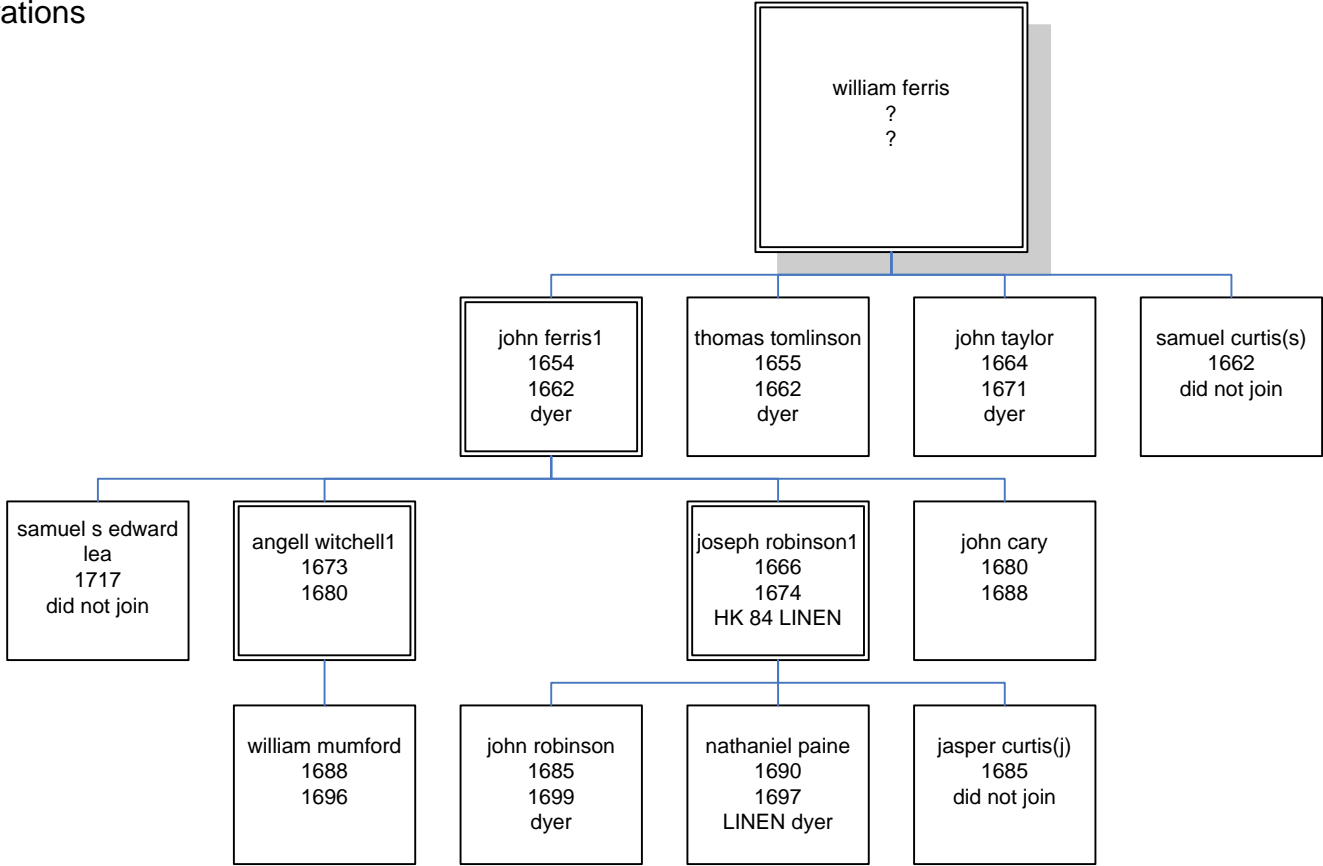 ations
william ferris
?
?
john ferris1
1654
1662
dyer
thomas tomlinson
1655
1662
dyer
john taylor
1664
1671
dyer
samuel curtis(s)
1662
did not join
samuel s edward
lea
1717
did not join
angell witchell1
1673
1680
joseph robinson1
1666
1674
HK 84 LINEN
john cary
1680
1688
william mumford
1688
1696
john robinson
1685
1699
dyer
nathaniel paine
1690
1697
LINEN dyer
jasper curtis(j)
1685
did not join